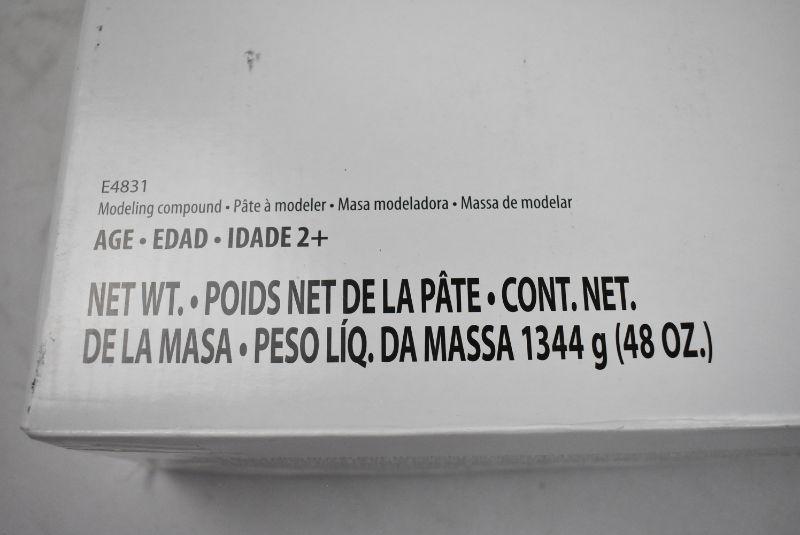 E4831
Modeling compound • Pâte à modeler • Masa modeladora • Massa de modelar
AGE • EDAD • IDADE 2+
NET WT. • POIDS NET DE LA PÂTE • CONT. NET.
DE LA MASA • PESO LÍQ. DA MASSA 1344 g (48 OZ.)